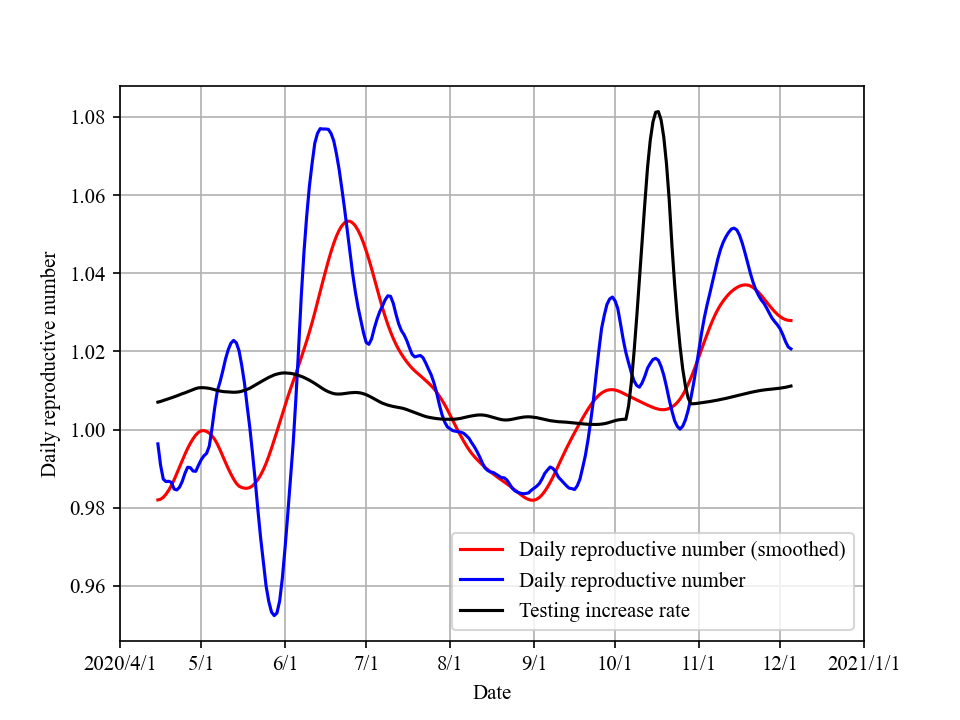 1.08
1.06
1.04
1.02
1.00
0.98
0.96
Daily reproductive number
Daily reproductive number (smoothed)
Daily reproductive number
Testing increase rate
2020/4/1 5/1 6/1 7/1 8/1 9/1 10/1 11/1 12/1 2021/1/1
Date